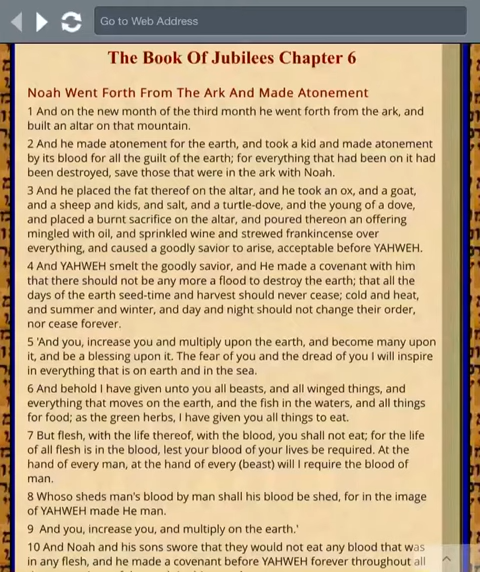 Go to Web Address
The Book Of Jubilees Chapter 6
Noah Went Forth From The Ark And Made Atonement
1 And on the new month of the third month he went forth from the ark, and
built an altar on that mountain.
2 And he made atonement for the earth, and took a kid and made atonement
by its blood for all the guilt of the earth; for everything that had been on it had
been destroyed, save those that were in the ark with Noah.
3 And he placed the fat thereof on the altar, and he took an ox, and a goat,
and a sheep and kids, and salt, and a turtle-dove, and the young of a dove,
and placed a burnt sacrifice on the altar, and poured thereon an offering
mingled with oil, and sprinkled wine and strewed frankincense over
everything, and caused a goodly savior to arise, acceptable before YAHWEH.
4 And YAHWEH smelt the goodly savior, and He made a covenant with him
that there should not be any more a flood to destroy the earth; that all the
days of the earth seed-time and harvest should never cease; cold and heat,
and summer and winter, and day and night should not change their order,
nor cease forever.
5 'And you, increase you and multiply upon the earth, and become many upon
it, and be a blessing upon it. The fear of you and the dread of you I will inspire
in everything that is on earth and in the sea.
6 And behold I have given unto you all beasts, and all winged things, and
everything that moves on the earth, and the fish in the waters, and all things
for food; as the green herbs, I have given you all things to eat.
7 But flesh, with the life thereof, with the blood, you shall not eat; for the life
of all flesh is in the blood, lest your blood of your lives be required. At the
hand of every man, at the hand of every (beast) will I require the blood of
man.
8 Whoso sheds man's blood by man shall his blood be shed, for in the image
of YAHWEH made He man.
9 And you, increase you, and multiply on the earth.'
10 And Noah and his sons swore that they would not eat any blood that was
in any flesh, and he made a covenant before YAHWEH forever throughout all